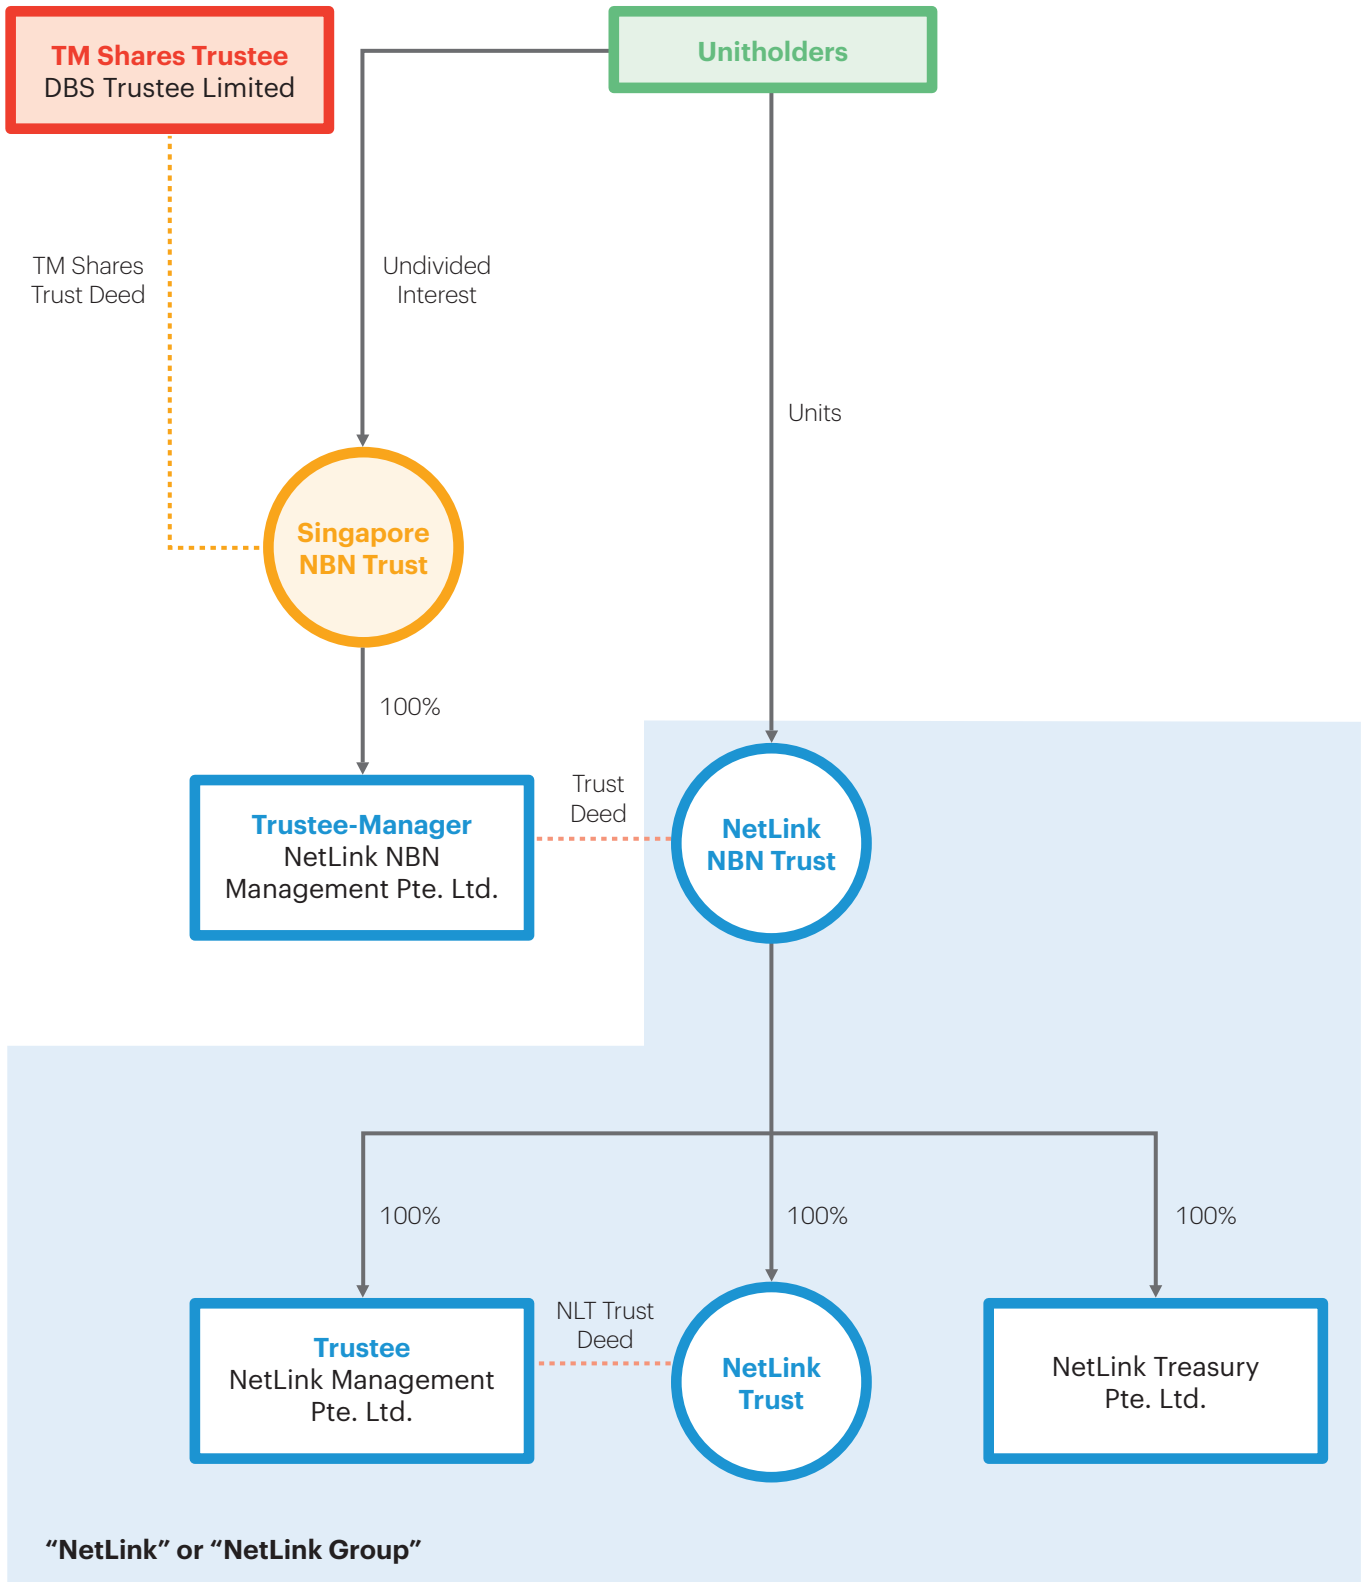 TM Shares Trustee
DBS Trustee Limited
Unitholders
TM Shares
Trust Deed
Undivided
Interest
Units
Singapore
NBN Trust
100%
Trustee-Manager
NetLink NBN
Management Pte. Ltd.
Trust
Deed
NetLink
NBN Trust
100%
100%
100%
Trustee
NetLink Management
Pte. Ltd.
NLT Trust
Deed
NetLink
Trust
NetLink Treasury
Pte. Ltd.
“NetLink” or “NetLink Group”